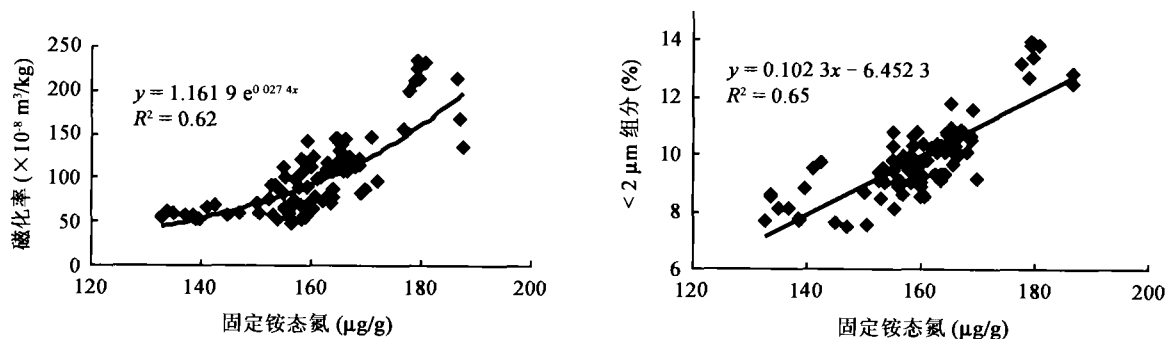 磁化率 (×10⁻⁸ m³/kg)
250
200
150
100
50
0
y = 1.161 9 e^{0 027 4x}
R² = 0.62
120
140
160
180
200
固定铵态氮 (μg/g)
< 2 μm 组分 (%)
14
12
10
8
6
y = 0.102 3x − 6.452 3
R² = 0.65
120
140
160
180
200
固定铵态氮 (μg/g)